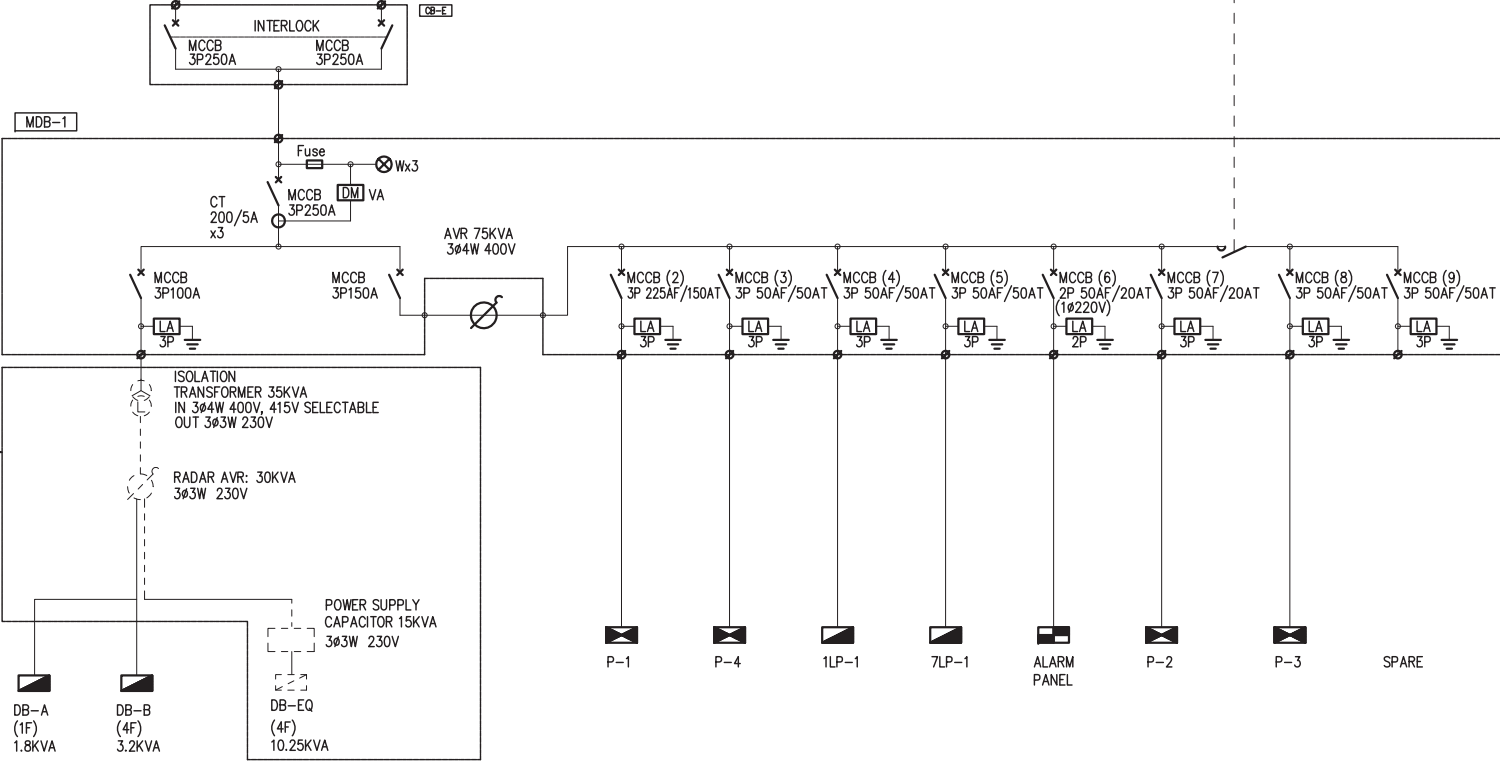 CB-E
INTERLOCK
MCCB
3P250A
MCCB
3P250A
MDB-1
Fuse
Wx3
DM
VA
MCCB
3P250A
CT
200/5A
x3
AVR 75KVA
3ø4W 400V
MCCB
3P100A
MCCB
3P150A
MCCB (2)
3P 225AF/150AT
MCCB (3)
3P 50AF/50AT
MCCB (4)
3P 50AF/50AT
MCCB (5)
3P 50AF/50AT
MCCB (6)
2P 50AF/20AT
(1ø220V)
MCCB (7)
3P 50AF/20AT
MCCB (8)
3P 50AF/50AT
MCCB (9)
3P 50AF/50AT
LA
3P
LA
3P
LA
3P
LA
3P
LA
3P
LA
2P
LA
3P
LA
3P
LA
3P
ISOLATION
TRANSFORMER 35KVA
IN 3ø4W 400V, 415V SELECTABLE
OUT 3ø3W 230V
RADAR AVR: 30KVA
3ø3W 230V
POWER SUPPLY
CAPACITOR 15KVA
3ø3W 230V
P-1
P-4
1LP-1
7LP-1
ALARM
PANEL
P-2
P-3
SPARE
DB-A
(1F)
1.8KVA
DB-B
(4F)
3.2KVA
DB-EQ
(4F)
10.25KVA